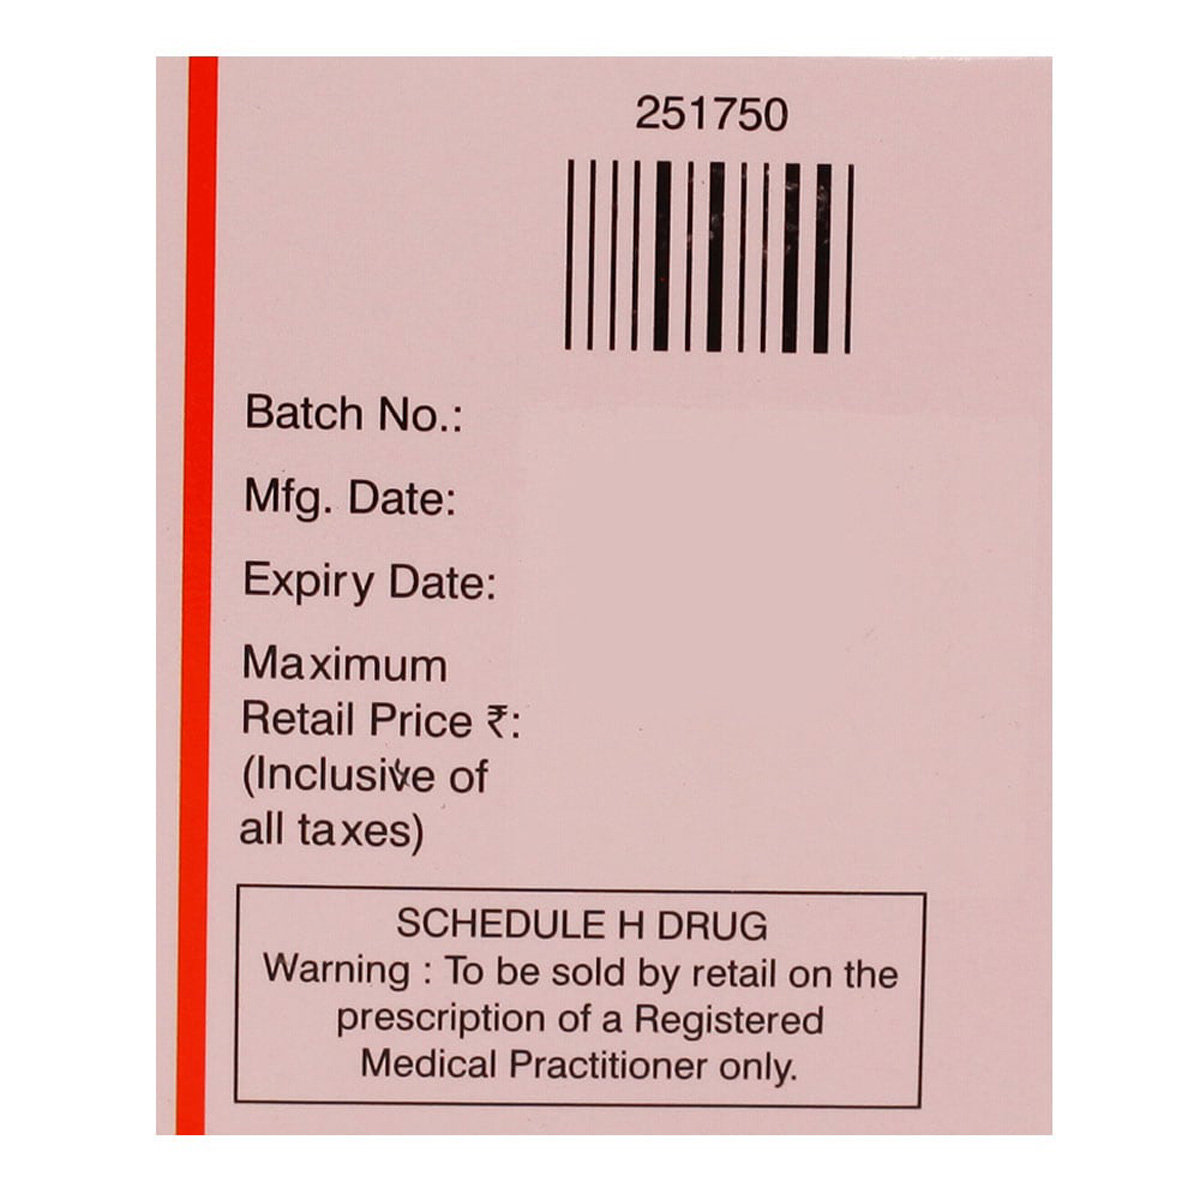 251750
Batch No.:
Mfg. Date:
Expiry Date:
Maximum
Retail Price ₹:
(Inclusive of
all taxes)
SCHEDULE H DRUG
Warning : To be sold by retail on the
prescription of a Registered
Medical Practitioner only.